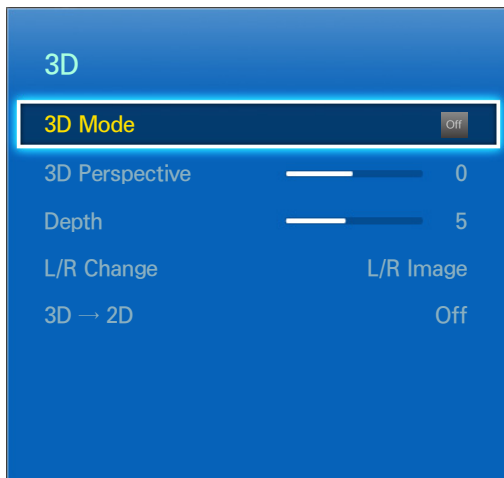 3D
3D Mode Off
3D Perspective 0
Depth 5
L/R Change L/R Image
3D → 2D Off